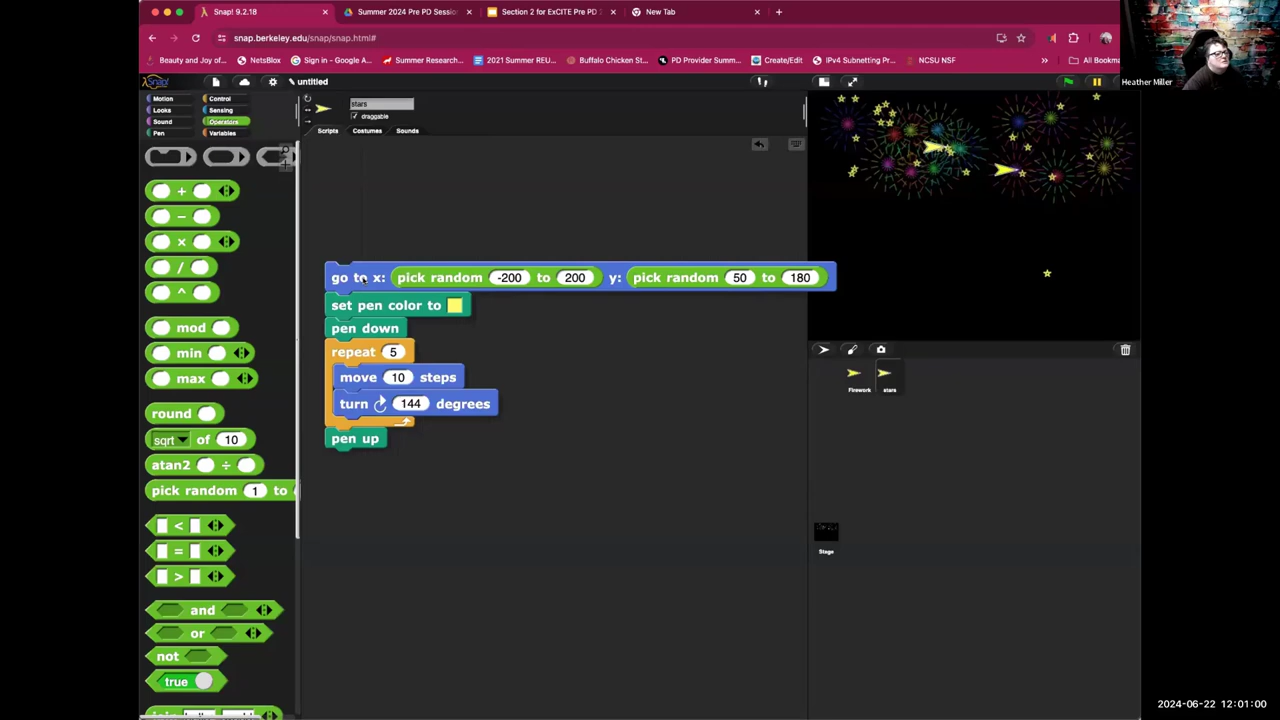 Snap! 9.2.18
Summer 2024 Pre PD Sessio
Section 2 for ExCITE Pre PD 2
New Tab
snap.berkeley.edu/snap/snap.html#
Beauty and Joy of...
NetsBlox
Sign in - Google A...
Summer Research...
2021 Summer REU...
Buffalo Chicken St...
PD Provider Summ...
Create/Edit
IPv4 Subnetting Pr...
NCSU NSF
All Bookma
Heather Miller
untitled
Motion
Control
Looks
Sensing
Sound
Operators
Pen
Variables
stars
draggable
Scripts
Costumes
Sounds
+
−
×
/
^
mod
min
max
round
sqrt of 10
atan2 ÷
pick random 1 to
<
=
>
and
or
not
true
go to x: pick random -200 to 200 y: pick random 50 to 180
set pen color to
pen down
repeat 5
move 10 steps
turn 144 degrees
pen up
Firework
stars
Stage
2024-06-22 12:01:00